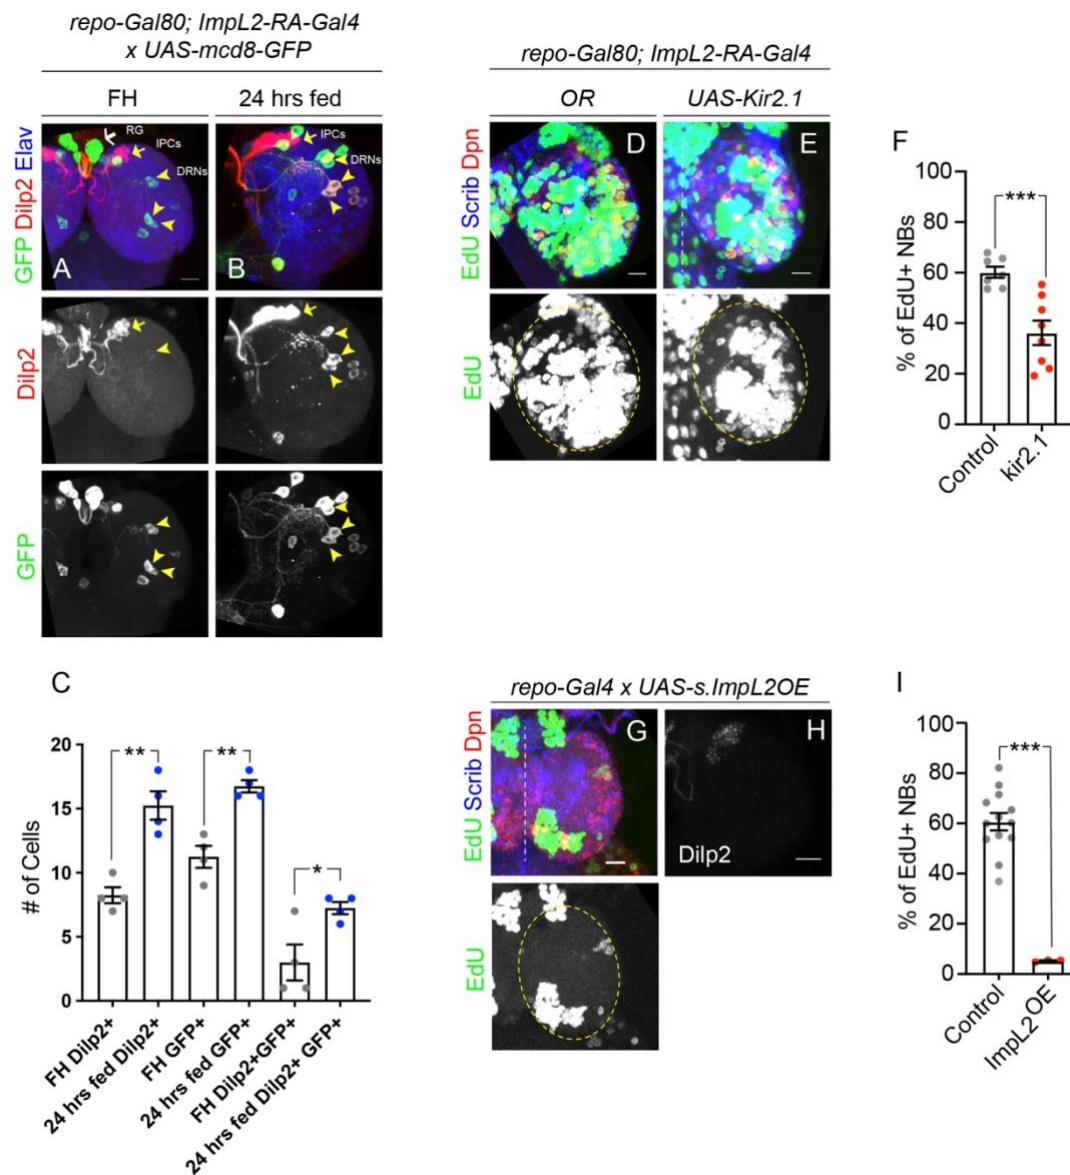 repo-Gal80; ImpL2-RA-Gal4
x UAS-mcd8-GFP
FH
24 hrs fed
GFP Dilp2 Elav
RG
IPCs
DRNs
A
IPCs
DRNs
B
Dilp2
GFP
repo-Gal80; ImpL2-RA-Gal4
OR
UAS-Kir2.1
EdU Scrib Dpn
D
E
EdU
F
% of EdU+ NBs
100
80
60
40
20
0
***
Control
kir2.1
C
# of Cells
20
15
10
5
0
**
**
*
FH Dilp2+
24 hrs fed Dilp2+
FH GFP+
24 hrs fed GFP+
FH Dilp2+GFP+
24 hrs fed Dilp2+ GFP+
repo-Gal4 x UAS-s.ImpL2OE
EdU Scrib Dpn
G
H
Dilp2
EdU
I
% of EdU+ NBs
100
80
60
40
20
0
***
Control
ImpL2OE